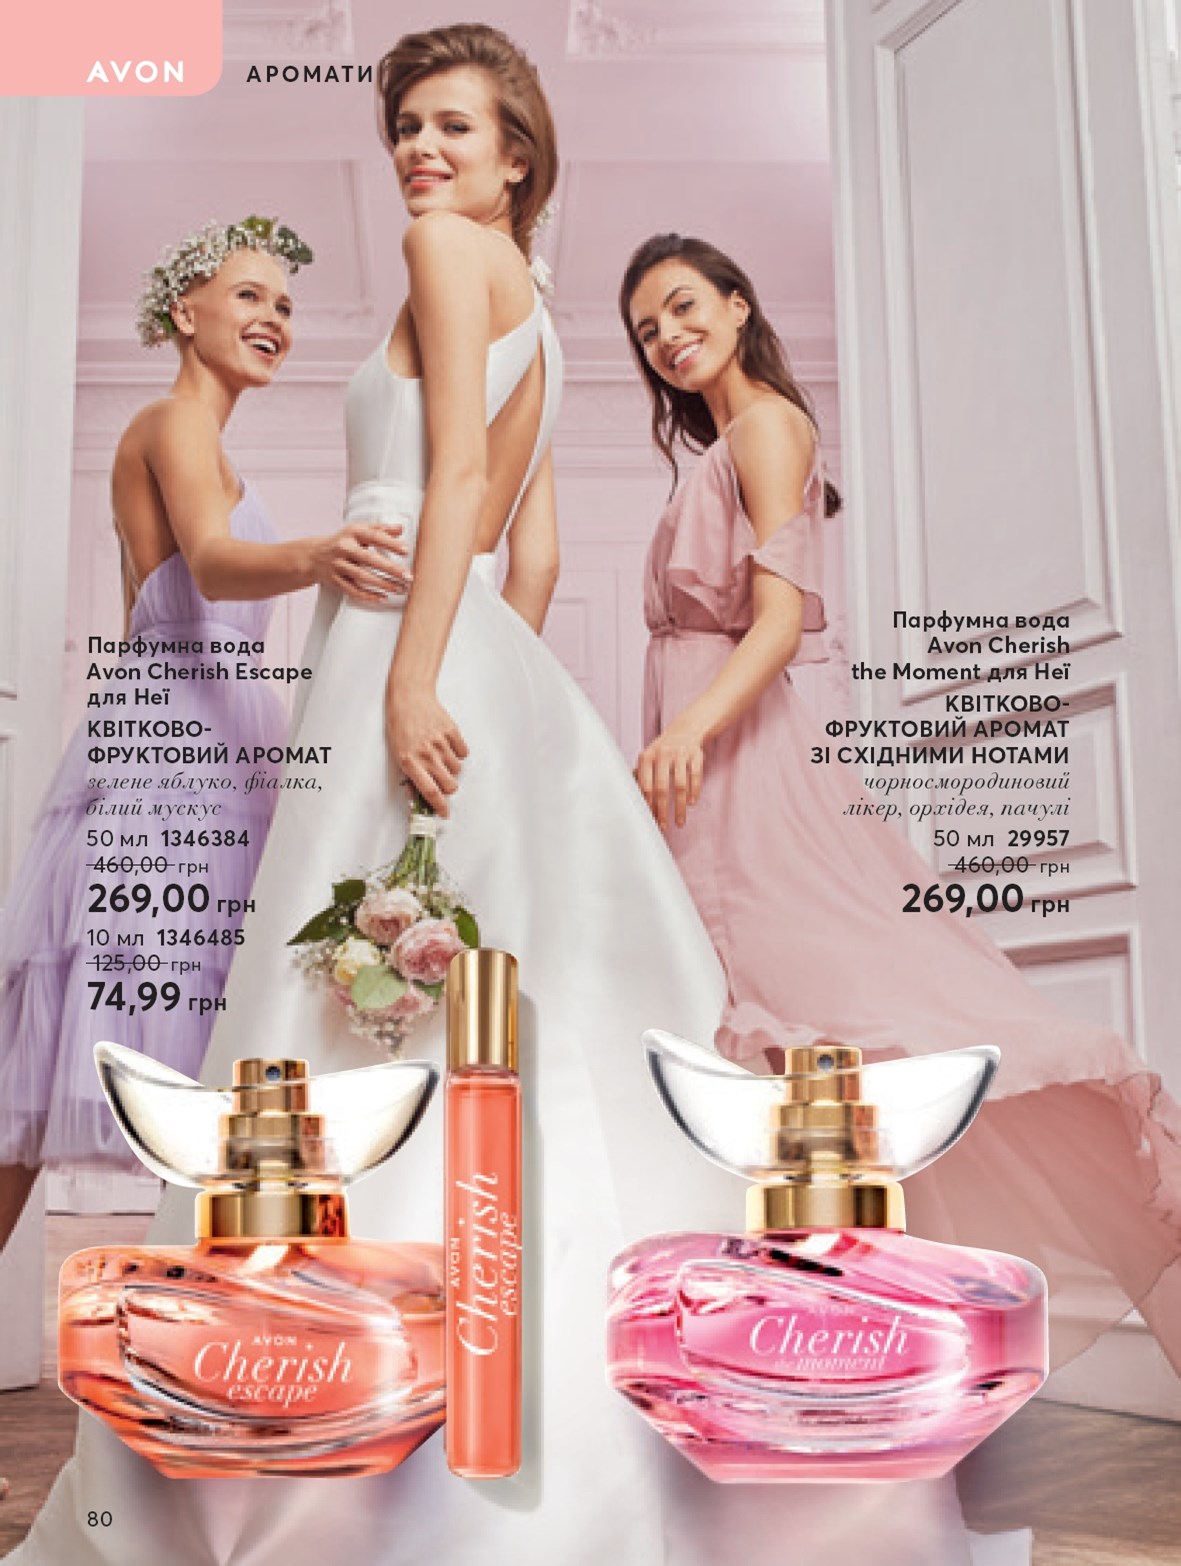 AVON
АРОМАТИ
Парфумна вода
Avon Cherish Escape
для Неї
КВІТКОВО-
ФРУКТОВИЙ АРОМАТ
зелене яблуко, фіалка,
білий мускус
50 мл 1346384
460,00 грн
269,00 грн
10 мл 1346485
125,00 грн
74,99 грн
Парфумна вода
Avon Cherish
the Moment для Неї
КВІТКОВО-
ФРУКТОВИЙ АРОМАТ
ЗІ СХІДНИМИ НОТАМИ
чорносмородиновий
лікер, орхідея, пачулі
50 мл 29957
460,00 грн
269,00 грн
AVON
Cherish
escape
AVON
Cherish
escape
AVON
Cherish
the moment
80